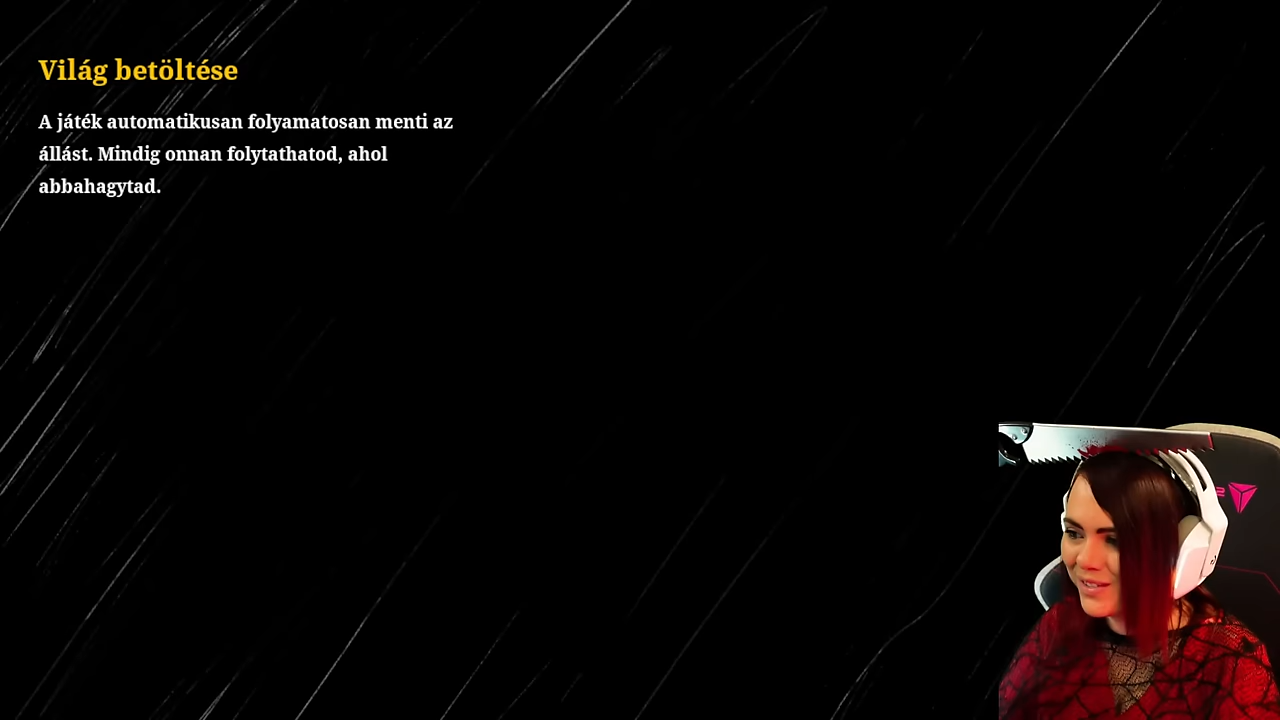 Világ betöltése
A játék automatikusan folyamatosan menti az
állást. Mindig onnan folytathatod, ahol
abbahagytad.